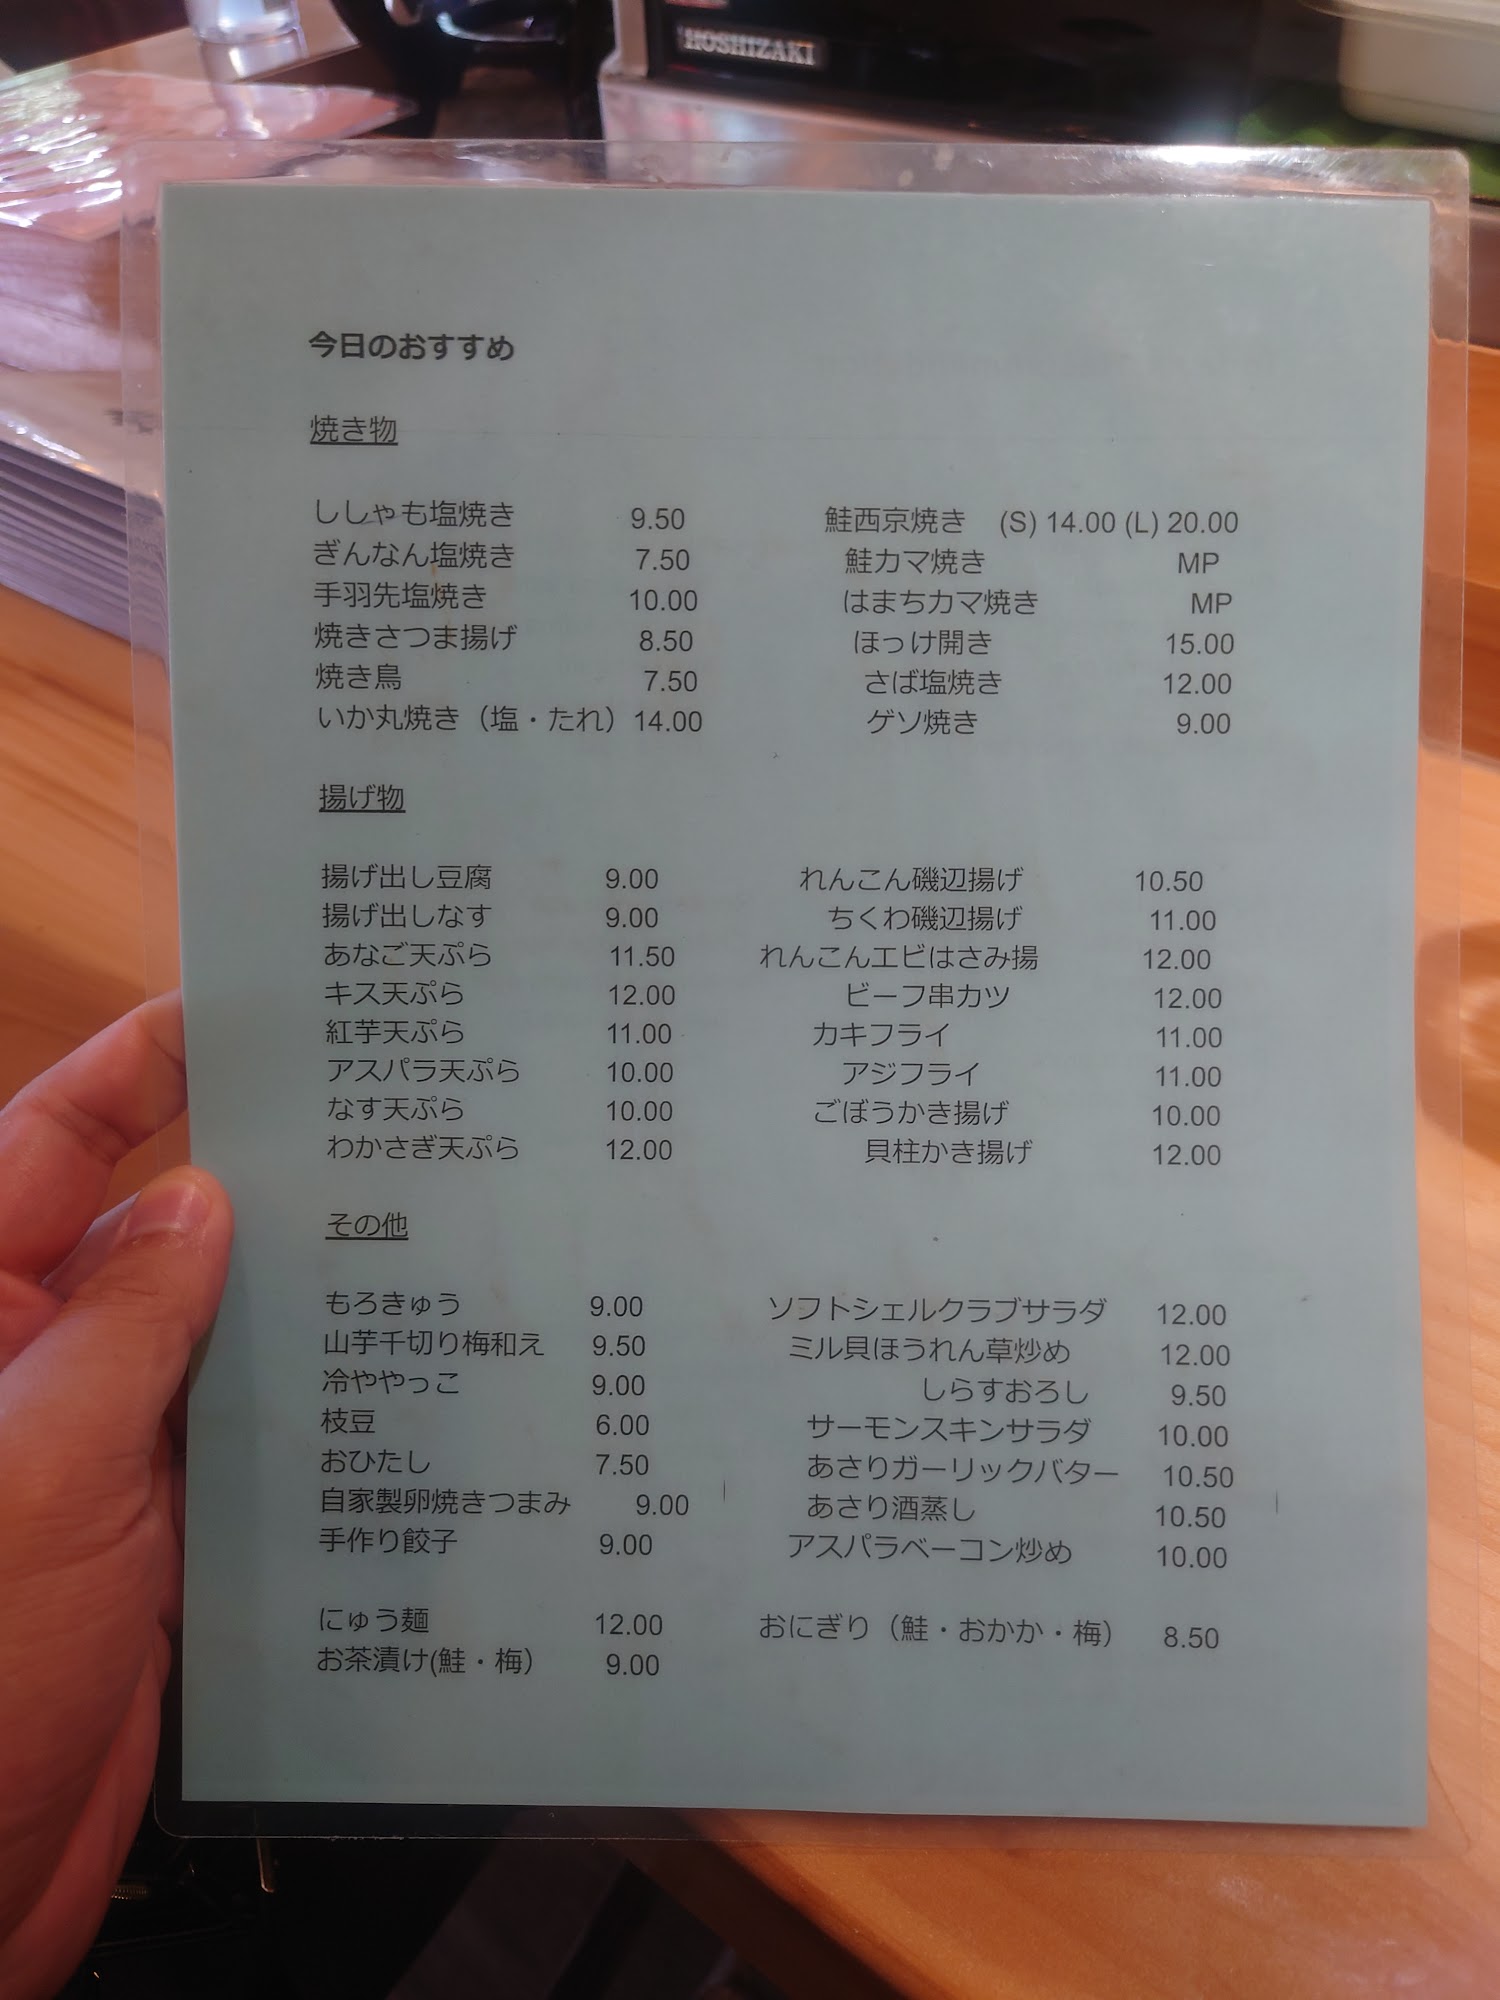 HOSHIZAKI
今日のおすすめ
焼き物
ししゃも塩焼き 9.50 鮭西京焼き (S) 14.00 (L) 20.00
ぎんなん塩焼き 7.50 鮭カマ焼き MP
手羽先塩焼き 10.00 はまちカマ焼き MP
焼きさつま揚げ 8.50 ほっけ開き 15.00
焼き鳥 7.50 さば塩焼き 12.00
いか丸焼き（塩・たれ）14.00 ゲソ焼き 9.00
揚げ物
揚げ出し豆腐 9.00 れんこん磯辺揚げ 10.50
揚げ出しなす 9.00 ちくわ磯辺揚げ 11.00
あなご天ぷら 11.50 れんこんエビはさみ揚 12.00
キス天ぷら 12.00 ビーフ串カツ 12.00
紅芋天ぷら 11.00 カキフライ 11.00
アスパラ天ぷら 10.00 アジフライ 11.00
なす天ぷら 10.00 ごぼうかき揚げ 10.00
わかさぎ天ぷら 12.00 貝柱かき揚げ 12.00
その他
もろきゅう 9.00 ソフトシェルクラブサラダ 12.00
山芋千切り梅和え 9.50 ミル貝ほうれん草炒め 12.00
冷ややっこ 9.00 しらすおろし 9.50
枝豆 6.00 サーモンスキンサラダ 10.00
おひたし 7.50 あさりガーリックバター 10.50
自家製卵焼きつまみ 9.00 あさり酒蒸し 10.50
手作り餃子 9.00 アスパラベーコン炒め 10.00
にゅう麺 12.00 おにぎり（鮭・おかか・梅） 8.50
お茶漬け(鮭・梅） 9.00